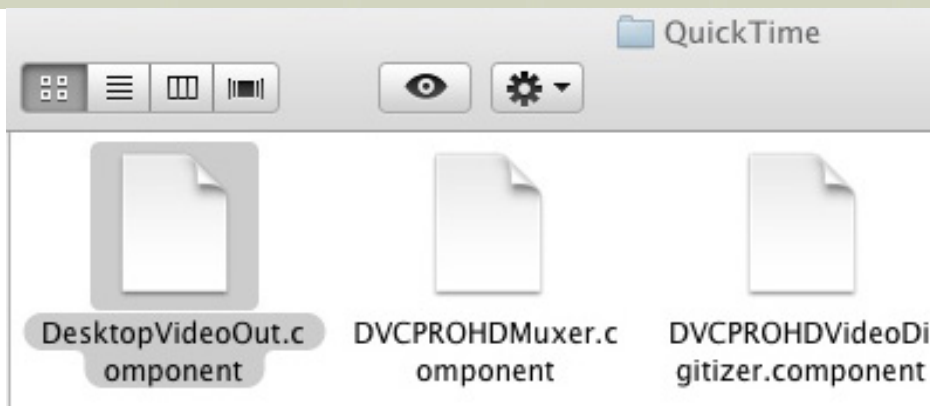 QuickTime
DesktopVideoOut.c
omponent
DVCPROHDMuxer.c
omponent
DVCPROHDVideoDi
gitizer.component